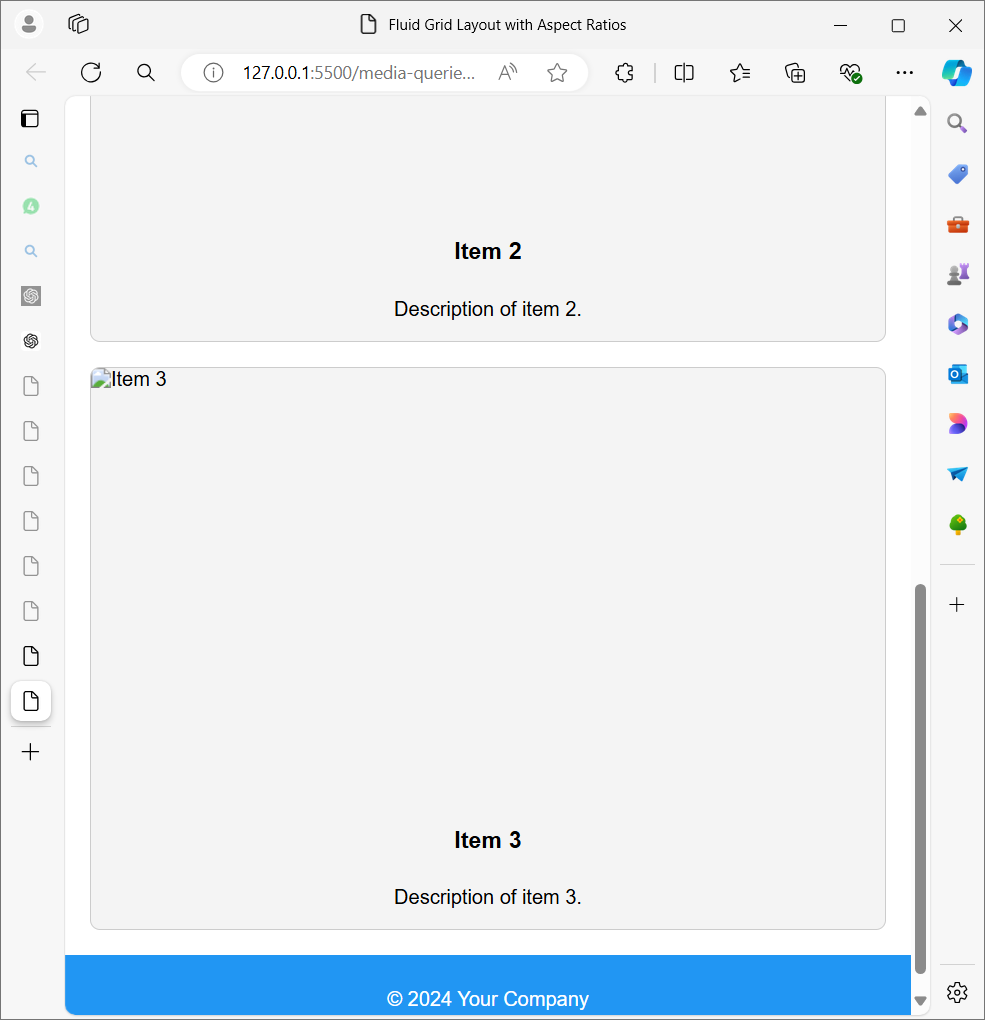 Fluid Grid Layout with Aspect Ratios
127.0.0.1:5500/media-querie...
4
Item 2
Description of item 2.
Item 3
Item 3
Description of item 3.
© 2024 Your Company